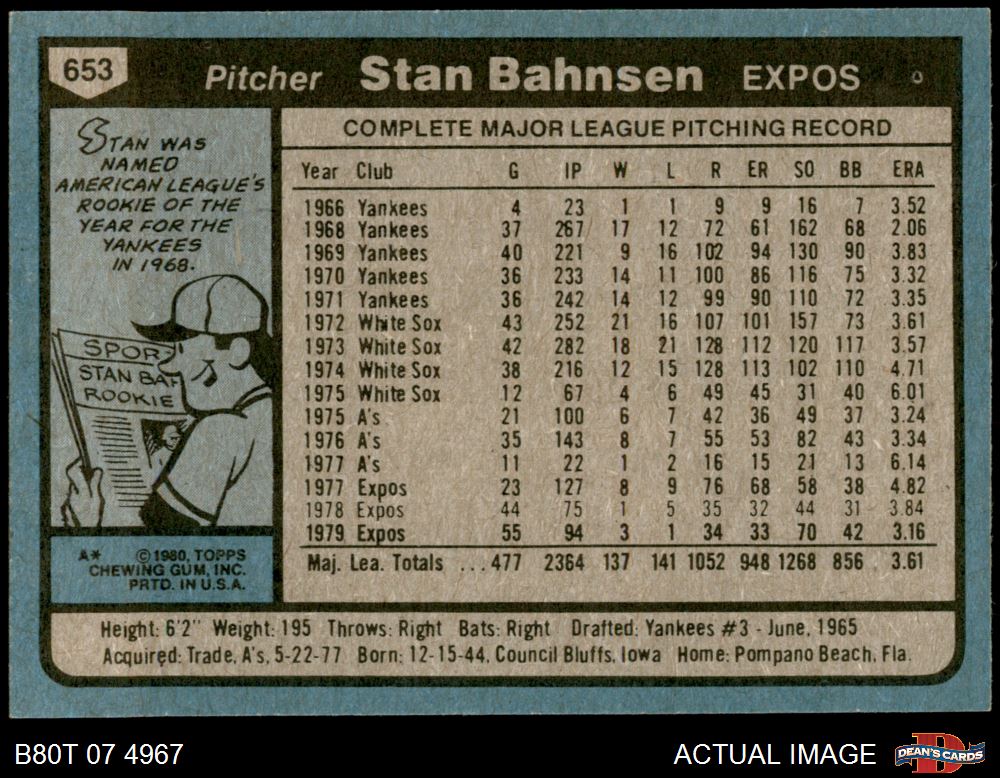 653 Pitcher Stan Bahnsen EXPOS
STAN WAS
NAMED
AMERICAN LEAGUE'S
ROOKIE OF THE
YEAR FOR THE
YANKEES
IN 1968.
SPOR
STAN BAH
ROOKIE
A* ©1980, TOPPS
CHEWING GUM, INC.
PRTD. IN U.S.A.
COMPLETE MAJOR LEAGUE PITCHING RECORD
Year Club G IP W L R ER SO BB ERA
1966 Yankees 4 23 1 1 9 9 16 7 3.52
1968 Yankees 37 267 17 12 72 61 162 68 2.06
1969 Yankees 40 221 9 16 102 94 130 90 3.83
1970 Yankees 36 233 14 11 100 86 116 75 3.32
1971 Yankees 36 242 14 12 99 90 110 72 3.35
1972 White Sox 43 252 21 16 107 101 157 73 3.61
1973 White Sox 42 282 18 21 128 112 120 117 3.57
1974 White Sox 38 216 12 15 128 113 102 110 4.71
1975 White Sox 12 67 4 6 49 45 31 40 6.01
1975 A's 21 100 6 7 42 36 49 37 3.24
1976 A's 35 143 8 7 55 53 82 43 3.34
1977 A's 11 22 1 2 16 15 21 13 6.14
1977 Expos 23 127 8 9 76 68 58 38 4.82
1978 Expos 44 75 1 5 35 32 44 31 3.84
1979 Expos 55 94 3 1 34 33 70 42 3.16
Maj. Lea. Totals ...477 2364 137 141 1052 948 1268 856 3.61
Height: 6'2" Weight: 195 Throws: Right Bats: Right Drafted: Yankees #3 - June, 1965
Acquired: Trade, A's, 5-22-77 Born: 12-15-44, Council Bluffs, Iowa Home: Pompano Beach, Fla.
B80T 07 4967 ACTUAL IMAGE D DEAN'S CARDS